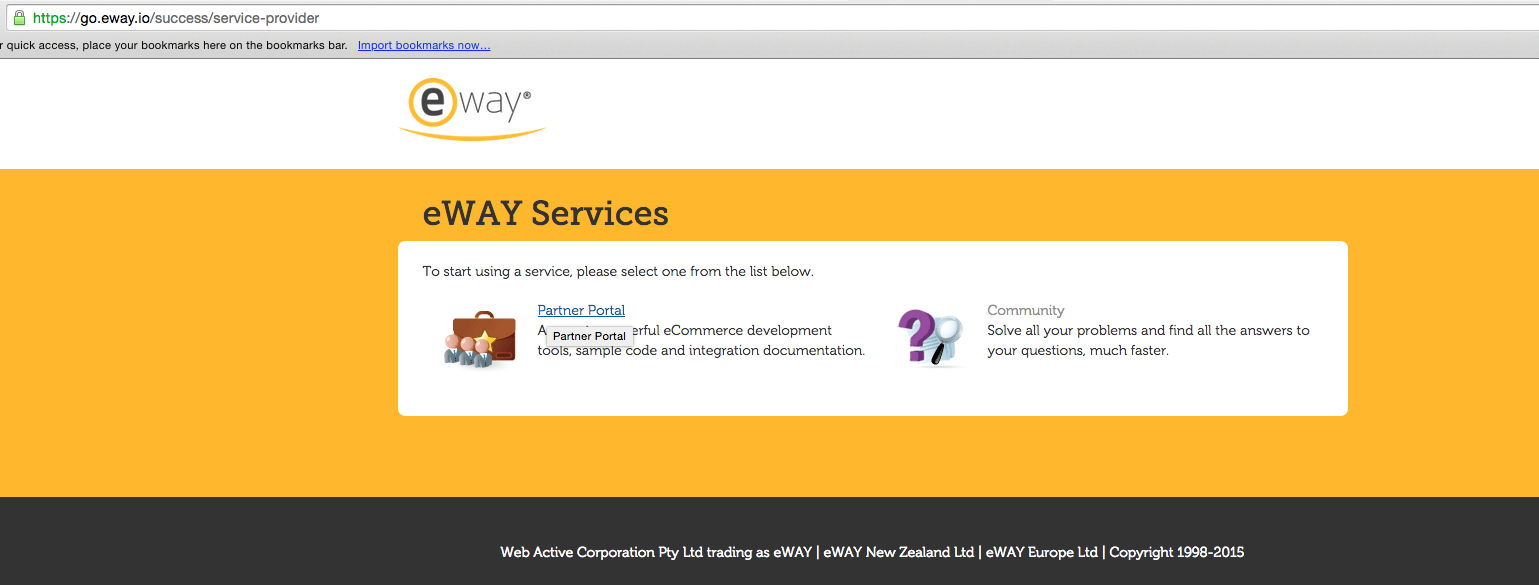 https://go.eway.io/success/service-provider
r quick access, place your bookmarks here on the bookmarks bar. Import bookmarks now...
eway®
eWAY Services
To start using a service, please select one from the list below.
Partner Portal
A erful eCommerce development
Partner Portal
tools, sample code and integration documentation.
Community
Solve all your problems and find all the answers to
your questions, much faster.
Web Active Corporation Pty Ltd trading as eWAY | eWAY New Zealand Ltd | eWAY Europe Ltd | Copyright 1998-2015